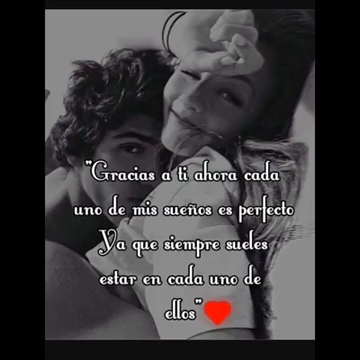 "Gracias a ti ahora cada
uno de mis sueños es perfecto
Ya que siempre sueles
estar en cada uno de
ellos"❤